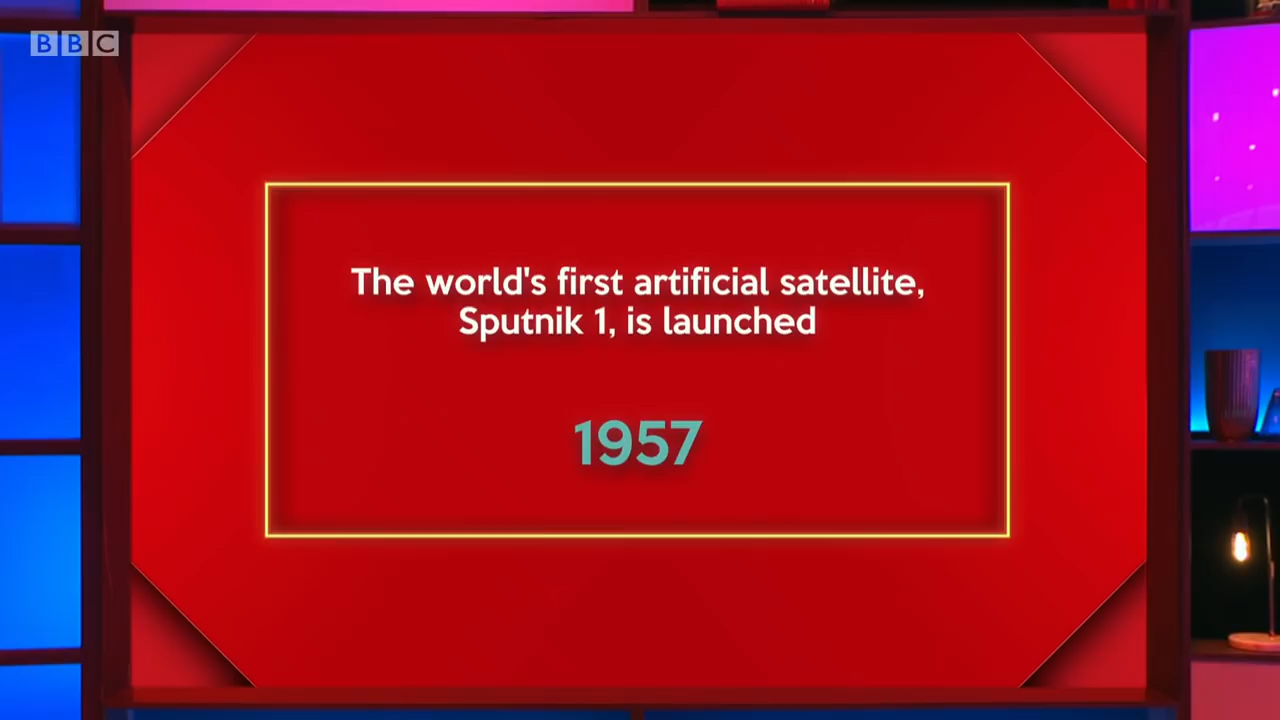 BBC
The world's first artificial satellite,
Sputnik 1, is launched
1957